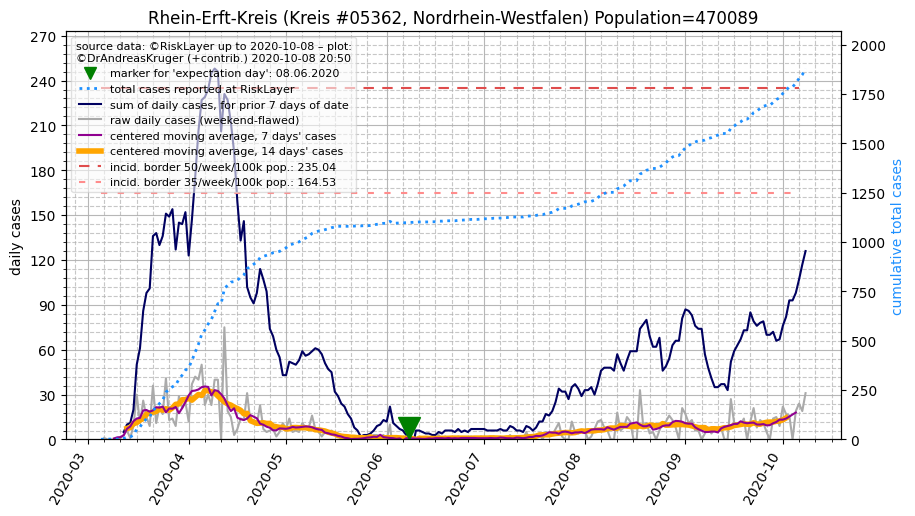 Rhein-Erft-Kreis (Kreis #05362, Nordrhein-Westfalen) Population=470089
source data: ©RiskLayer up to 2020-10-08 – plot:
©DrAndreasKruger (+contrib.) 2020-10-08 20:50
marker for 'expectation day': 08.06.2020
total cases reported at RiskLayer
sum of daily cases, for prior 7 days of date
raw daily cases (weekend-flawed)
centered moving average, 7 days' cases
centered moving average, 14 days' cases
incid. border 50/week/100k pop.: 235.04
incid. border 35/week/100k pop.: 164.53
daily cases
270
240
210
180
150
120
90
60
30
0
cumulative total cases
2000
1750
1500
1250
1000
750
500
250
0
2020-03
2020-04
2020-05
2020-06
2020-07
2020-08
2020-09
2020-10